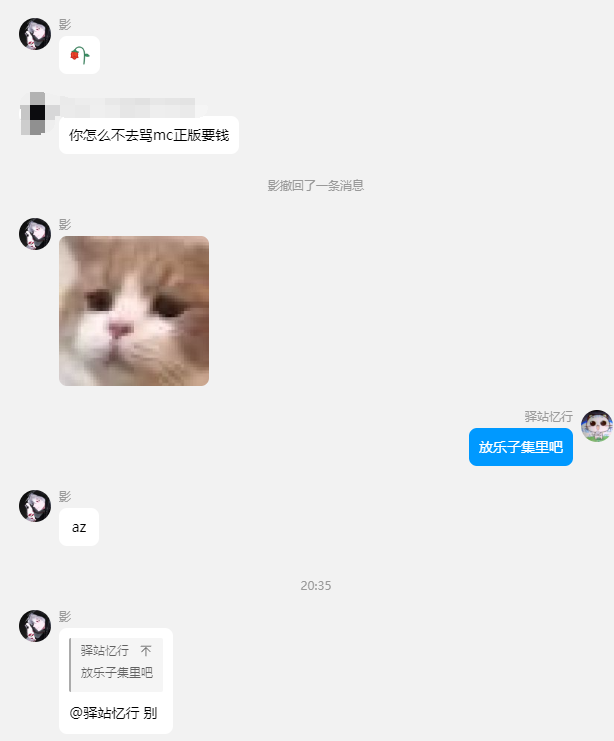 影
你怎么不去骂mc正版要钱
影撤回了一条消息
影
驿站忆行
放乐子集里吧
影
az
20:35
影
驿站忆行 不
放乐子集里吧
@驿站忆行 别